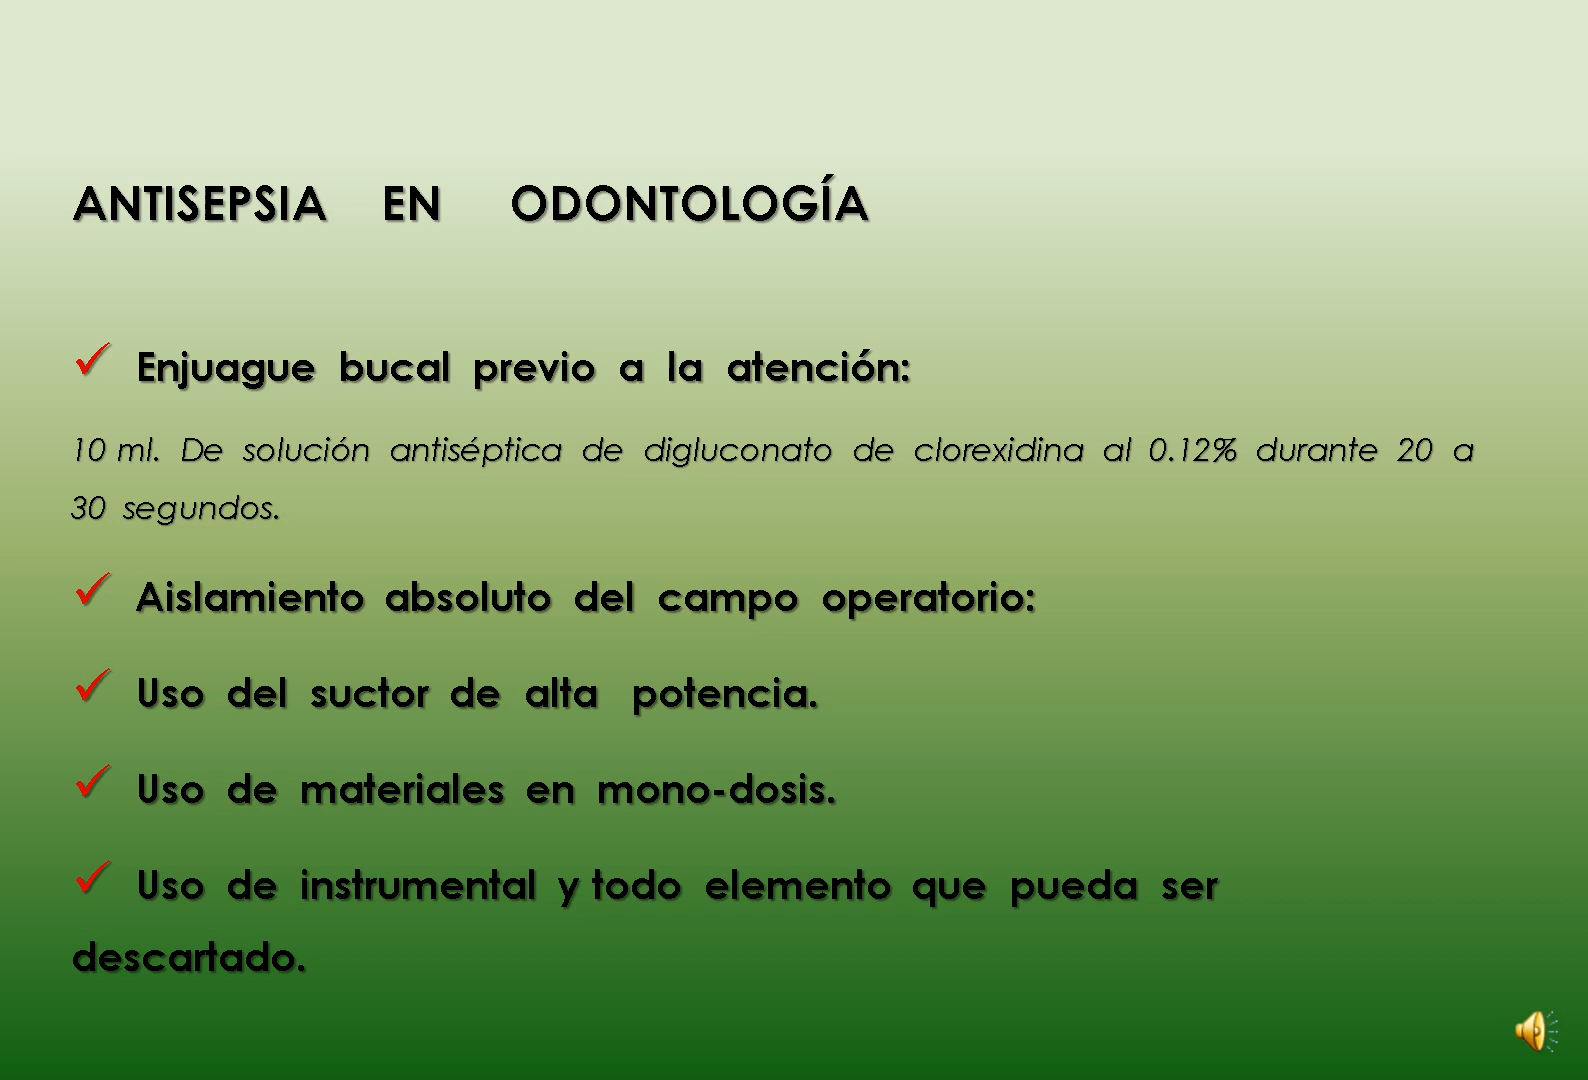 ANTISEPSIA EN ODONTOLOGÍA
✓ Enjuague bucal previo a la atención:
10 ml. De solución antiséptica de digluconato de clorexidina al 0.12% durante 20 a
30 segundos.
✓ Aislamiento absoluto del campo operatorio:
✓ Uso del suctor de alta potencia.
✓ Uso de materiales en mono-dosis.
✓ Uso de instrumental y todo elemento que pueda ser
descartado.